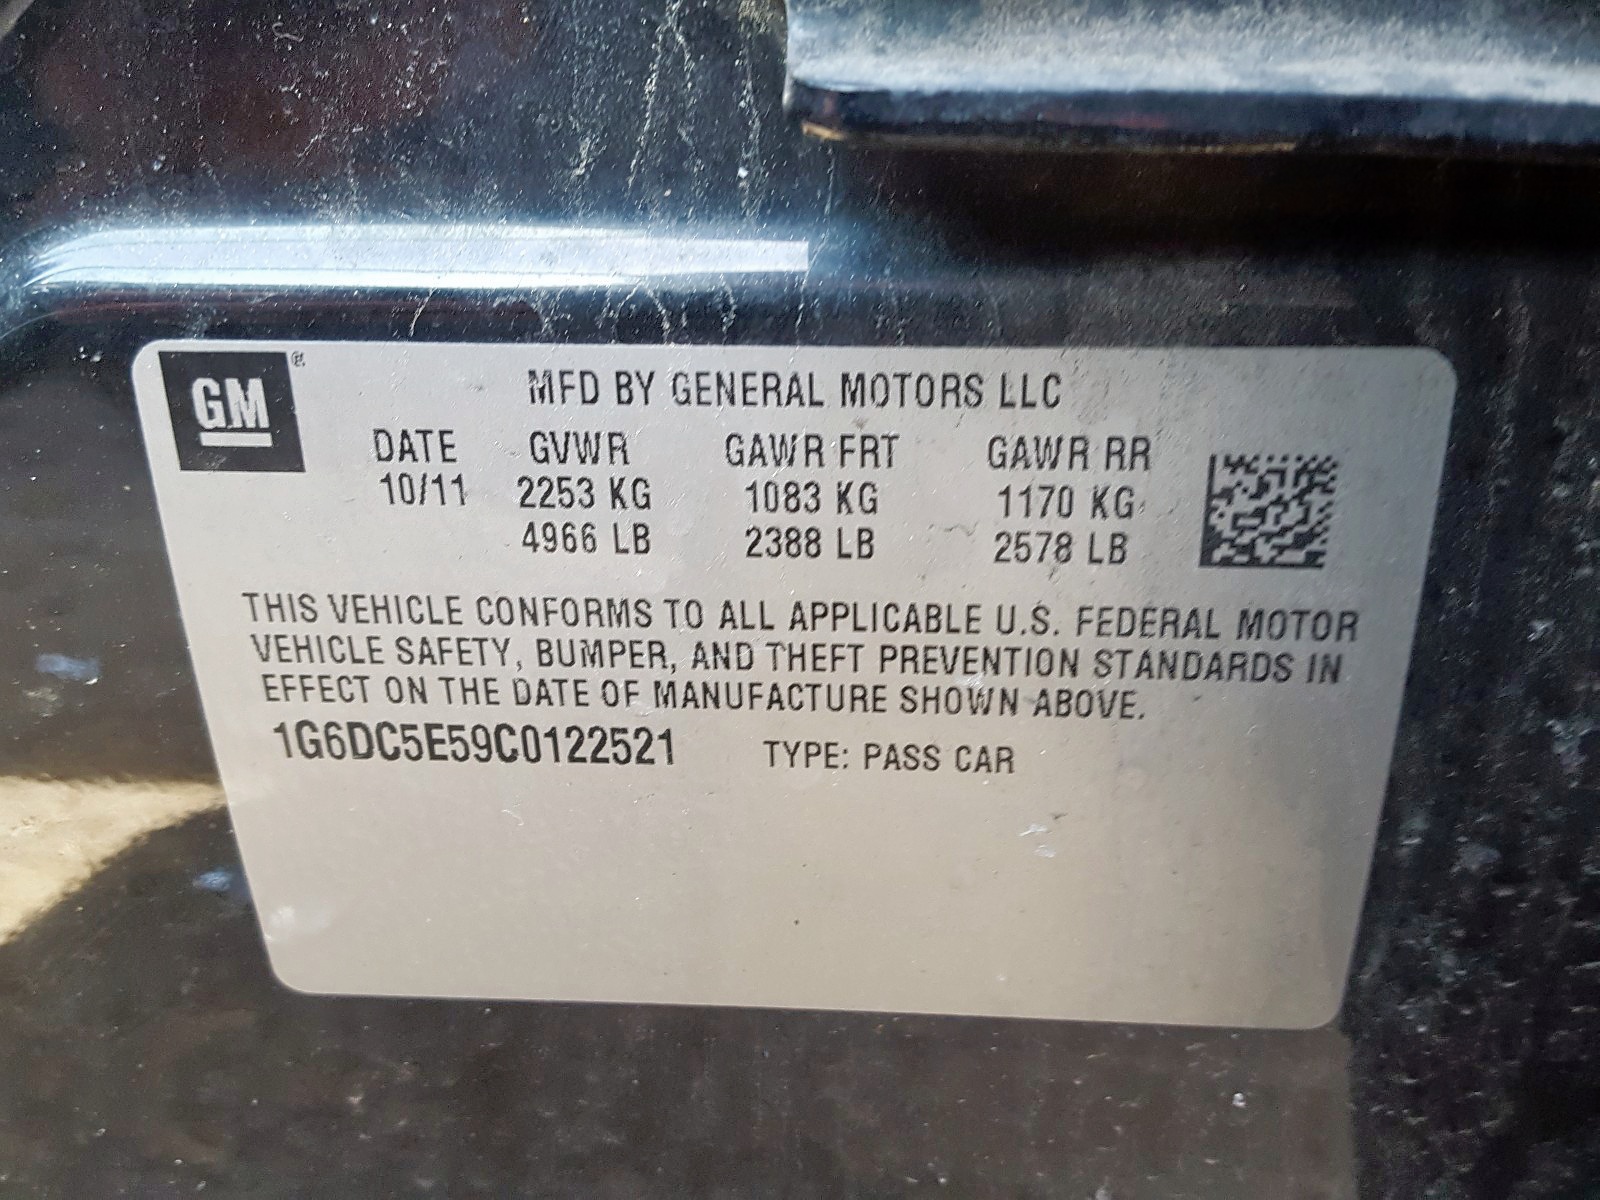 GM ®
MFD BY GENERAL MOTORS LLC
DATE GVWR GAWR FRT GAWR RR
10/11 2253 KG 1083 KG 1170 KG
4966 LB 2388 LB 2578 LB
THIS VEHICLE CONFORMS TO ALL APPLICABLE U.S. FEDERAL MOTOR
VEHICLE SAFETY, BUMPER, AND THEFT PREVENTION STANDARDS IN
EFFECT ON THE DATE OF MANUFACTURE SHOWN ABOVE.
1G6DC5E59C0122521 TYPE: PASS CAR